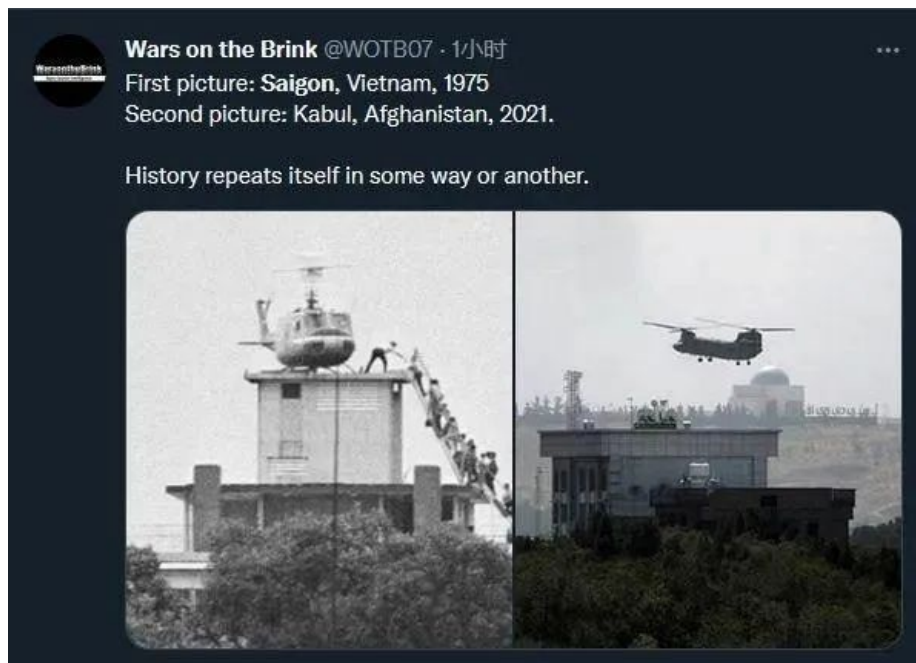 Wars on the Brink @WOTB07 · 1小时
First picture: Saigon, Vietnam, 1975
Second picture: Kabul, Afghanistan, 2021.
History repeats itself in some way or another.
WarsontheBrink